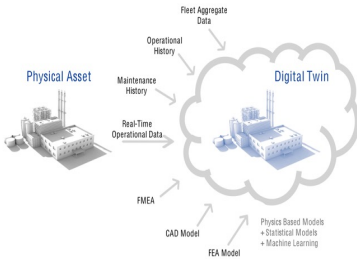 Fleet Aggregate
Data
Operational
History
Physical Asset
Digital Twin
Maintenance
History
Real-Time
Operational Data
FMEA
CAD Model
FEA Model
Physics Based Models
+ Statistical Models
+ Machine Learning